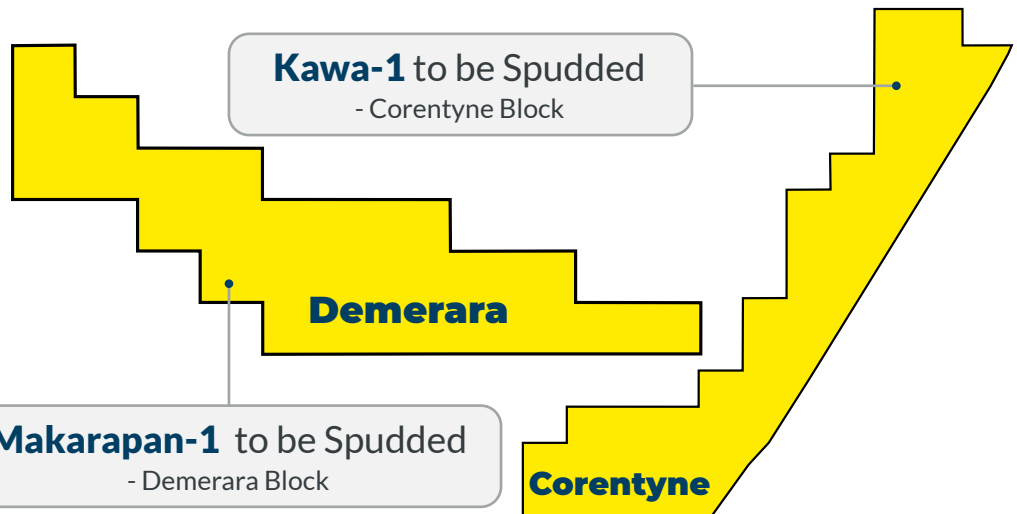 Kawa-1 to be Spudded
- Corentyne Block
Demerara
Makarapan-1 to be Spudded
- Demerara Block
Corentyne